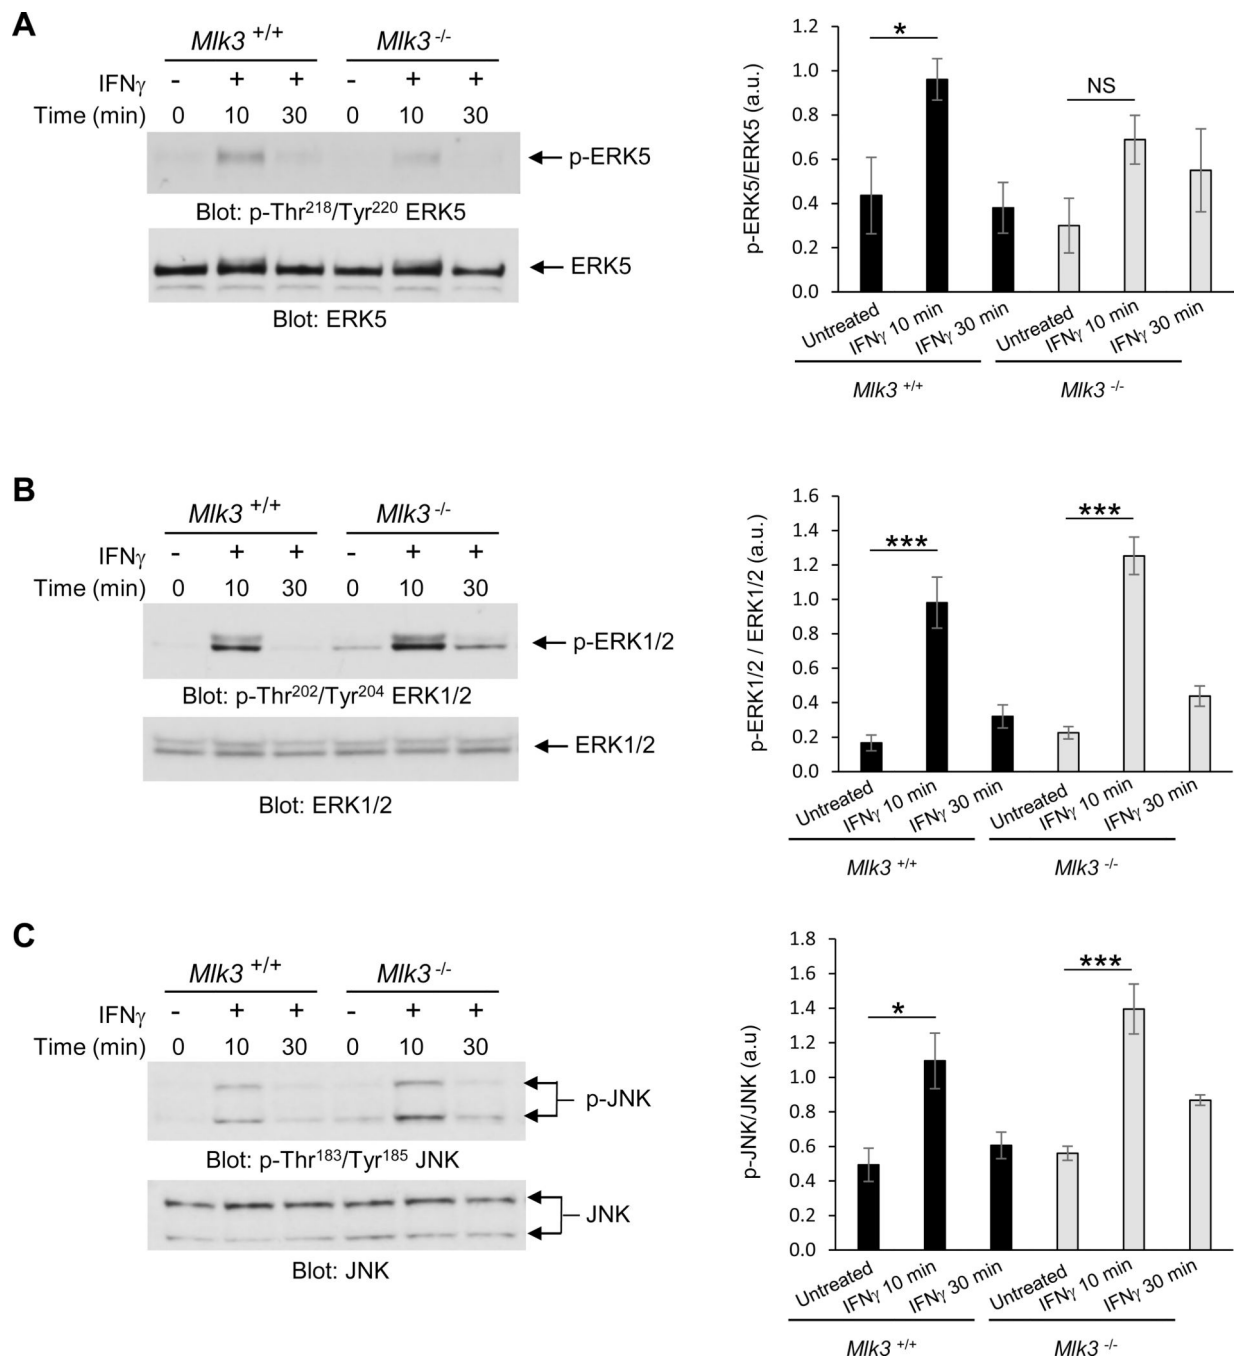 A
Mlk3 +/+ Mlk3 -/-
IFNγ - + + - + +
Time (min) 0 10 30 0 10 30
p-ERK5
Blot: p-Thr218/Tyr220 ERK5
ERK5
Blot: ERK5
p-ERK5/ERK5 (a.u.)
1.2
1.0
0.8
0.6
0.4
0.2
0.0
*
NS
Untreated
IFNγ 10 min
IFNγ 30 min
Untreated
IFNγ 10 min
IFNγ 30 min
Mlk3 +/+ Mlk3 -/-
B
Mlk3 +/+ Mlk3 -/-
IFNγ - + + - + +
Time (min) 0 10 30 0 10 30
p-ERK1/2
Blot: p-Thr202/Tyr204 ERK1/2
ERK1/2
Blot: ERK1/2
p-ERK1/2 / ERK1/2 (a.u.)
1.6
1.4
1.2
1.0
0.8
0.6
0.4
0.2
0.0
***
***
Untreated
IFNγ 10 min
IFNγ 30 min
Untreated
IFNγ 10 min
IFNγ 30 min
Mlk3 +/+ Mlk3 -/-
C
Mlk3 +/+ Mlk3 -/-
IFNγ - + + - + +
Time (min) 0 10 30 0 10 30
p-JNK
Blot: p-Thr183/Tyr185 JNK
JNK
Blot: JNK
p-JNK/JNK (a.u)
1.8
1.6
1.4
1.2
1.0
0.8
0.6
0.4
0.2
0.0
*
***
Untreated
IFNγ 10 min
IFNγ 30 min
Untreated
IFNγ 10 min
IFNγ 30 min
Mlk3 +/+ Mlk3 -/-